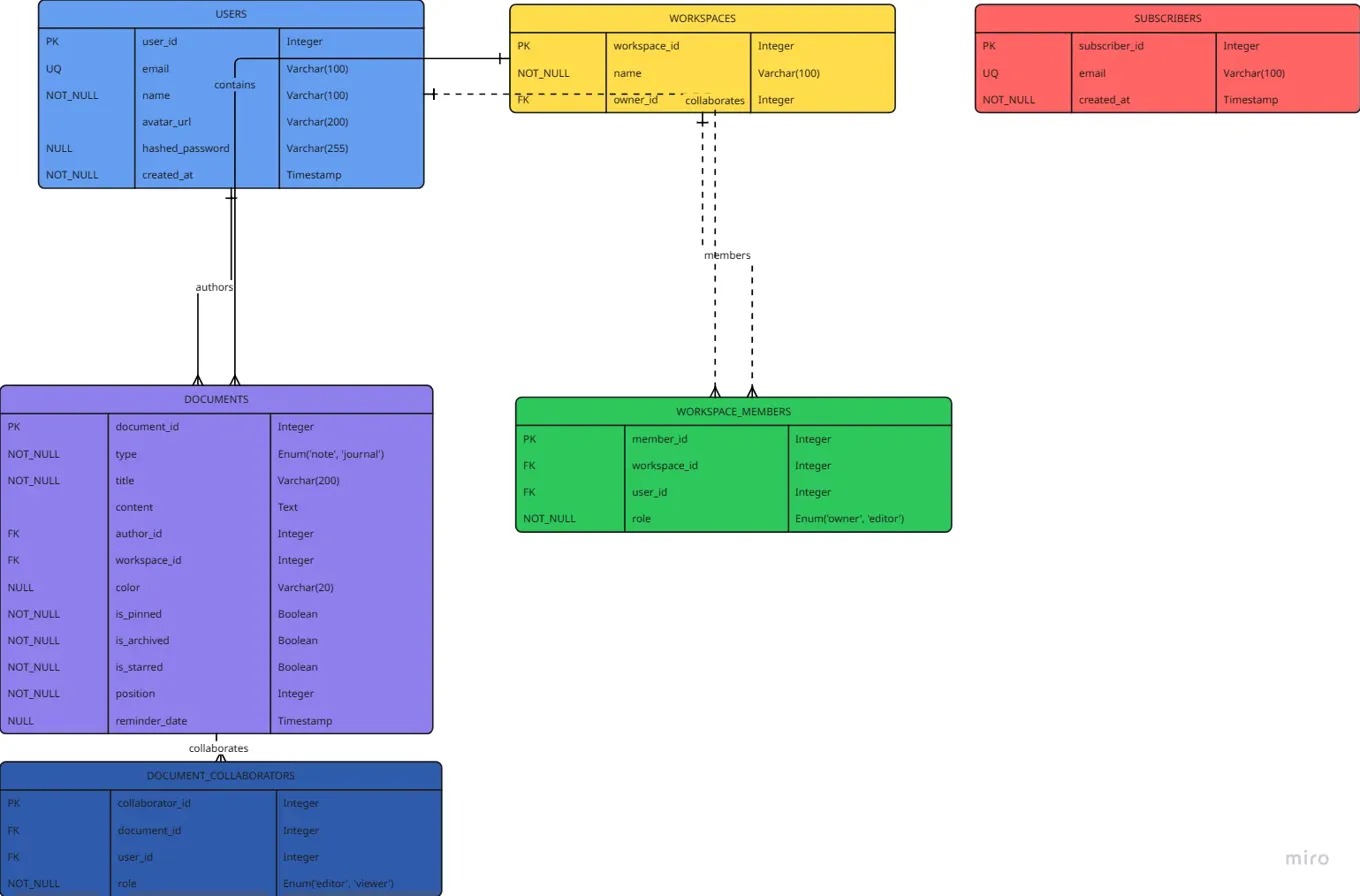 USERS
PK user_id Integer
UQ email Varchar(100)
NOT_NULL name Varchar(100)
avatar_url Varchar(200)
NULL hashed_password Varchar(255)
NOT_NULL created_at Timestamp
contains
WORKSPACES
PK workspace_id Integer
NOT_NULL name Varchar(100)
FK owner_id Integer
collaborates
SUBSCRIBERS
PK subscriber_id Integer
UQ email Varchar(100)
NOT_NULL created_at Timestamp
members
authors
DOCUMENTS
PK document_id Integer
NOT_NULL type Enum('note', 'journal')
NOT_NULL title Varchar(200)
content Text
FK author_id Integer
FK workspace_id Integer
NULL color Varchar(20)
NOT_NULL is_pinned Boolean
NOT_NULL is_archived Boolean
NOT_NULL is_starred Boolean
NOT_NULL position Integer
NULL reminder_date Timestamp
WORKSPACE_MEMBERS
PK member_id Integer
FK workspace_id Integer
FK user_id Integer
NOT_NULL role Enum('owner', 'editor')
collaborates
DOCUMENT_COLLABORATORS
PK collaborator_id Integer
FK document_id Integer
FK user_id Integer
NOT_NULL role Enum('editor', 'viewer')
miro